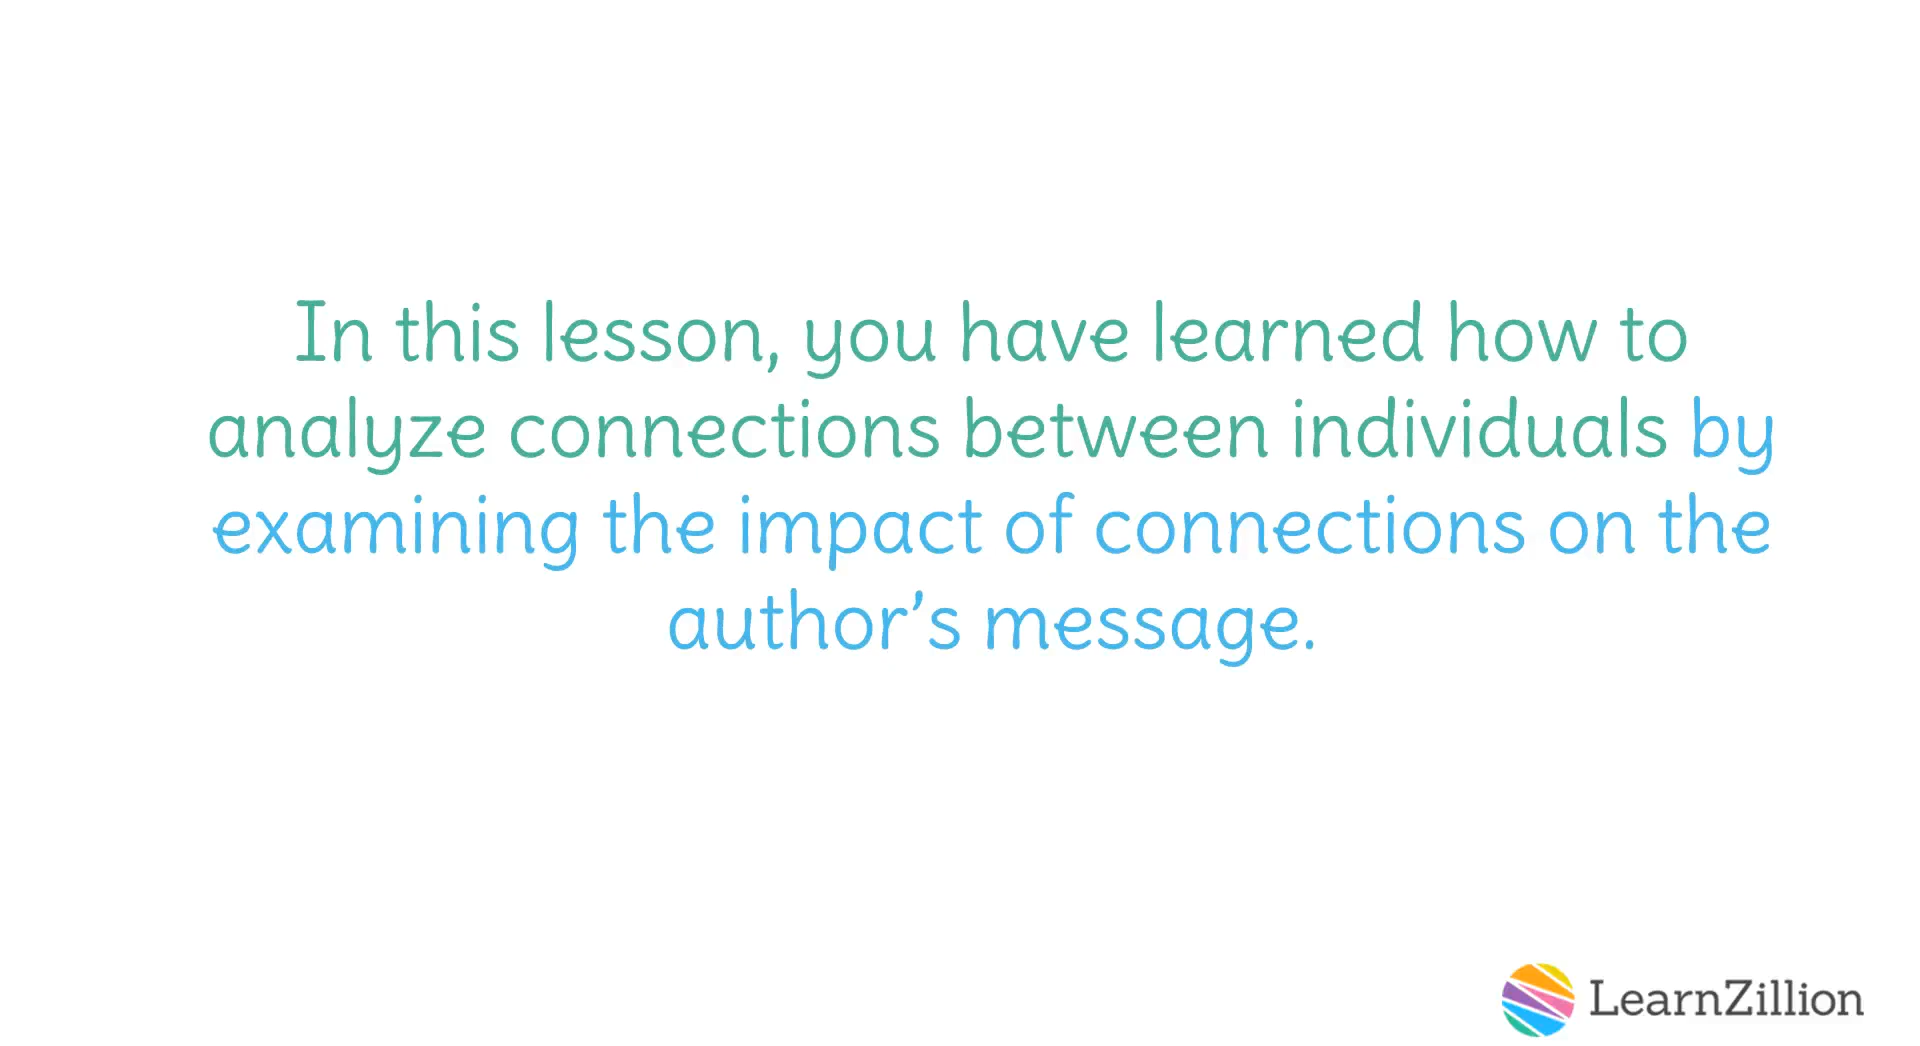 In this lesson, you have learned how to
analyze connections between individuals by
examining the impact of connections on the
author’s message.
LearnZillion